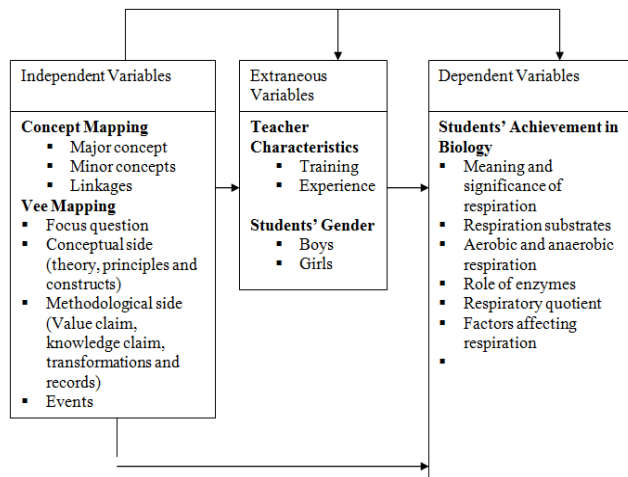 Independent Variables
Concept Mapping
▪ Major concept
▪ Minor concepts
▪ Linkages
Vee Mapping
▪ Focus question
▪ Conceptual side
(theory, principles and
constructs)
▪ Methodological side
(Value claim,
knowledge claim,
transformations and
records)
▪ Events
Extraneous
Variables
Teacher
Characteristics
▪ Training
▪ Experience
Students’ Gender
▪ Boys
▪ Girls
Dependent Variables
Students’ Achievement in
Biology
▪ Meaning and
significance of
respiration
▪ Respiration substrates
▪ Aerobic and anaerobic
respiration
▪ Role of enzymes
▪ Respiratory quotient
▪ Factors affecting
respiration
▪